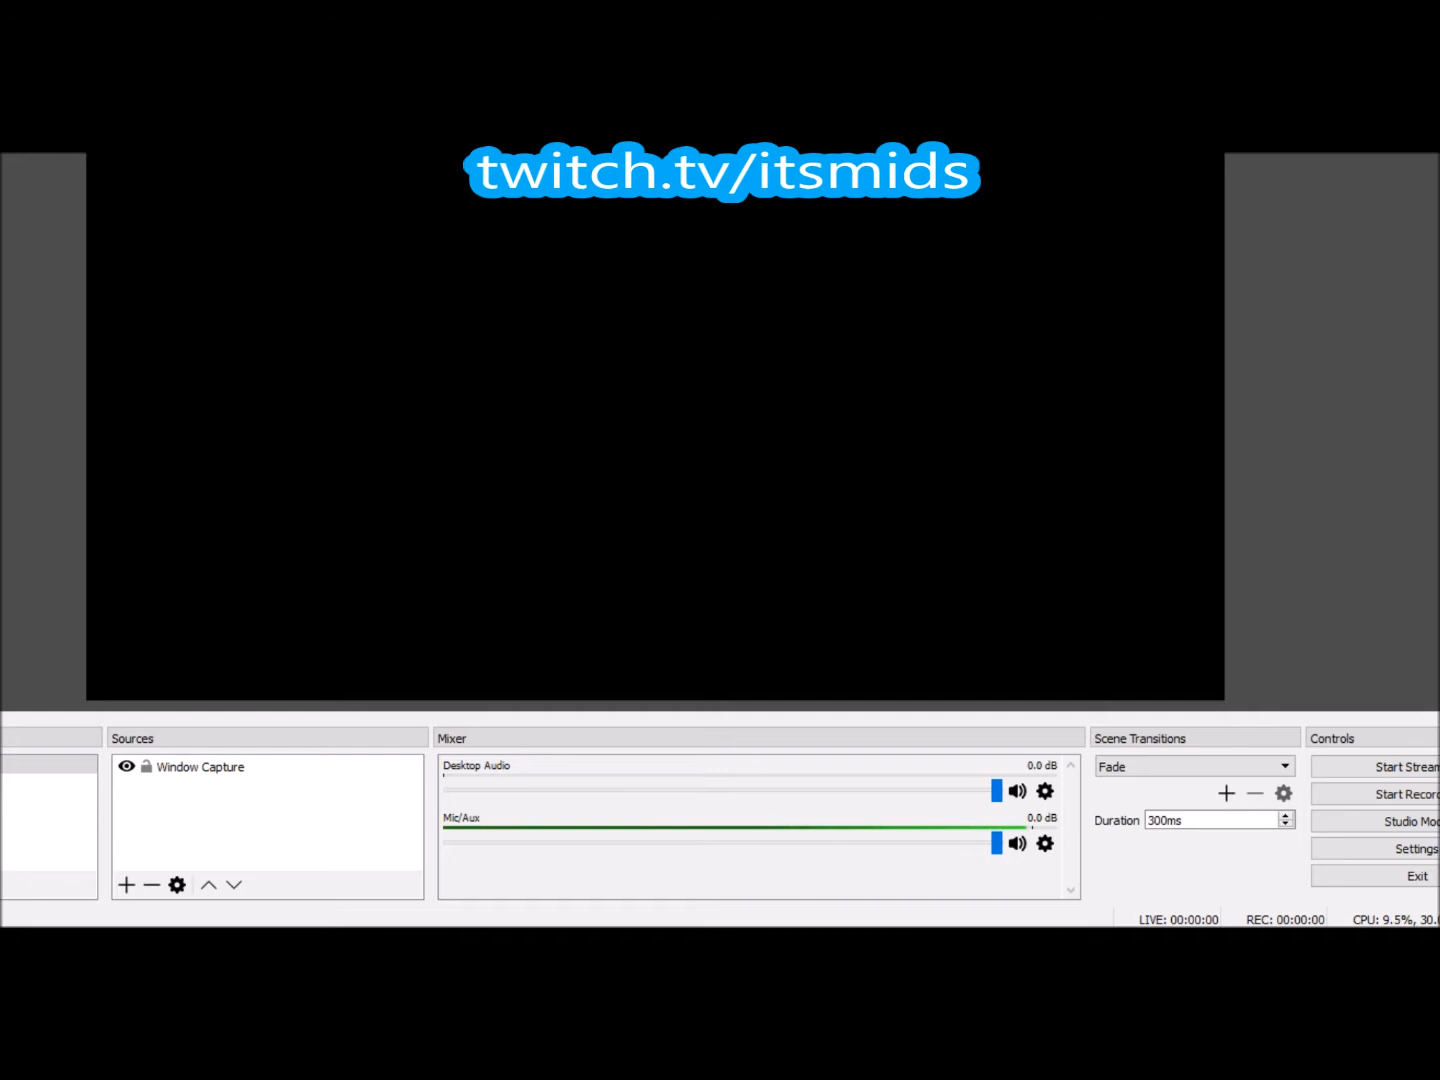 twitch.tv/itsmids
Sources
Mixer
Scene Transitions
Controls
Window Capture
Desktop Audio
0.0 dB
Mic/Aux
0.0 dB
Fade
Duration
300ms
Start Stream
Start Recor
Studio Mod
Settings
Exit
LIVE: 00:00:00
REC: 00:00:00
CPU: 9.5%, 30.